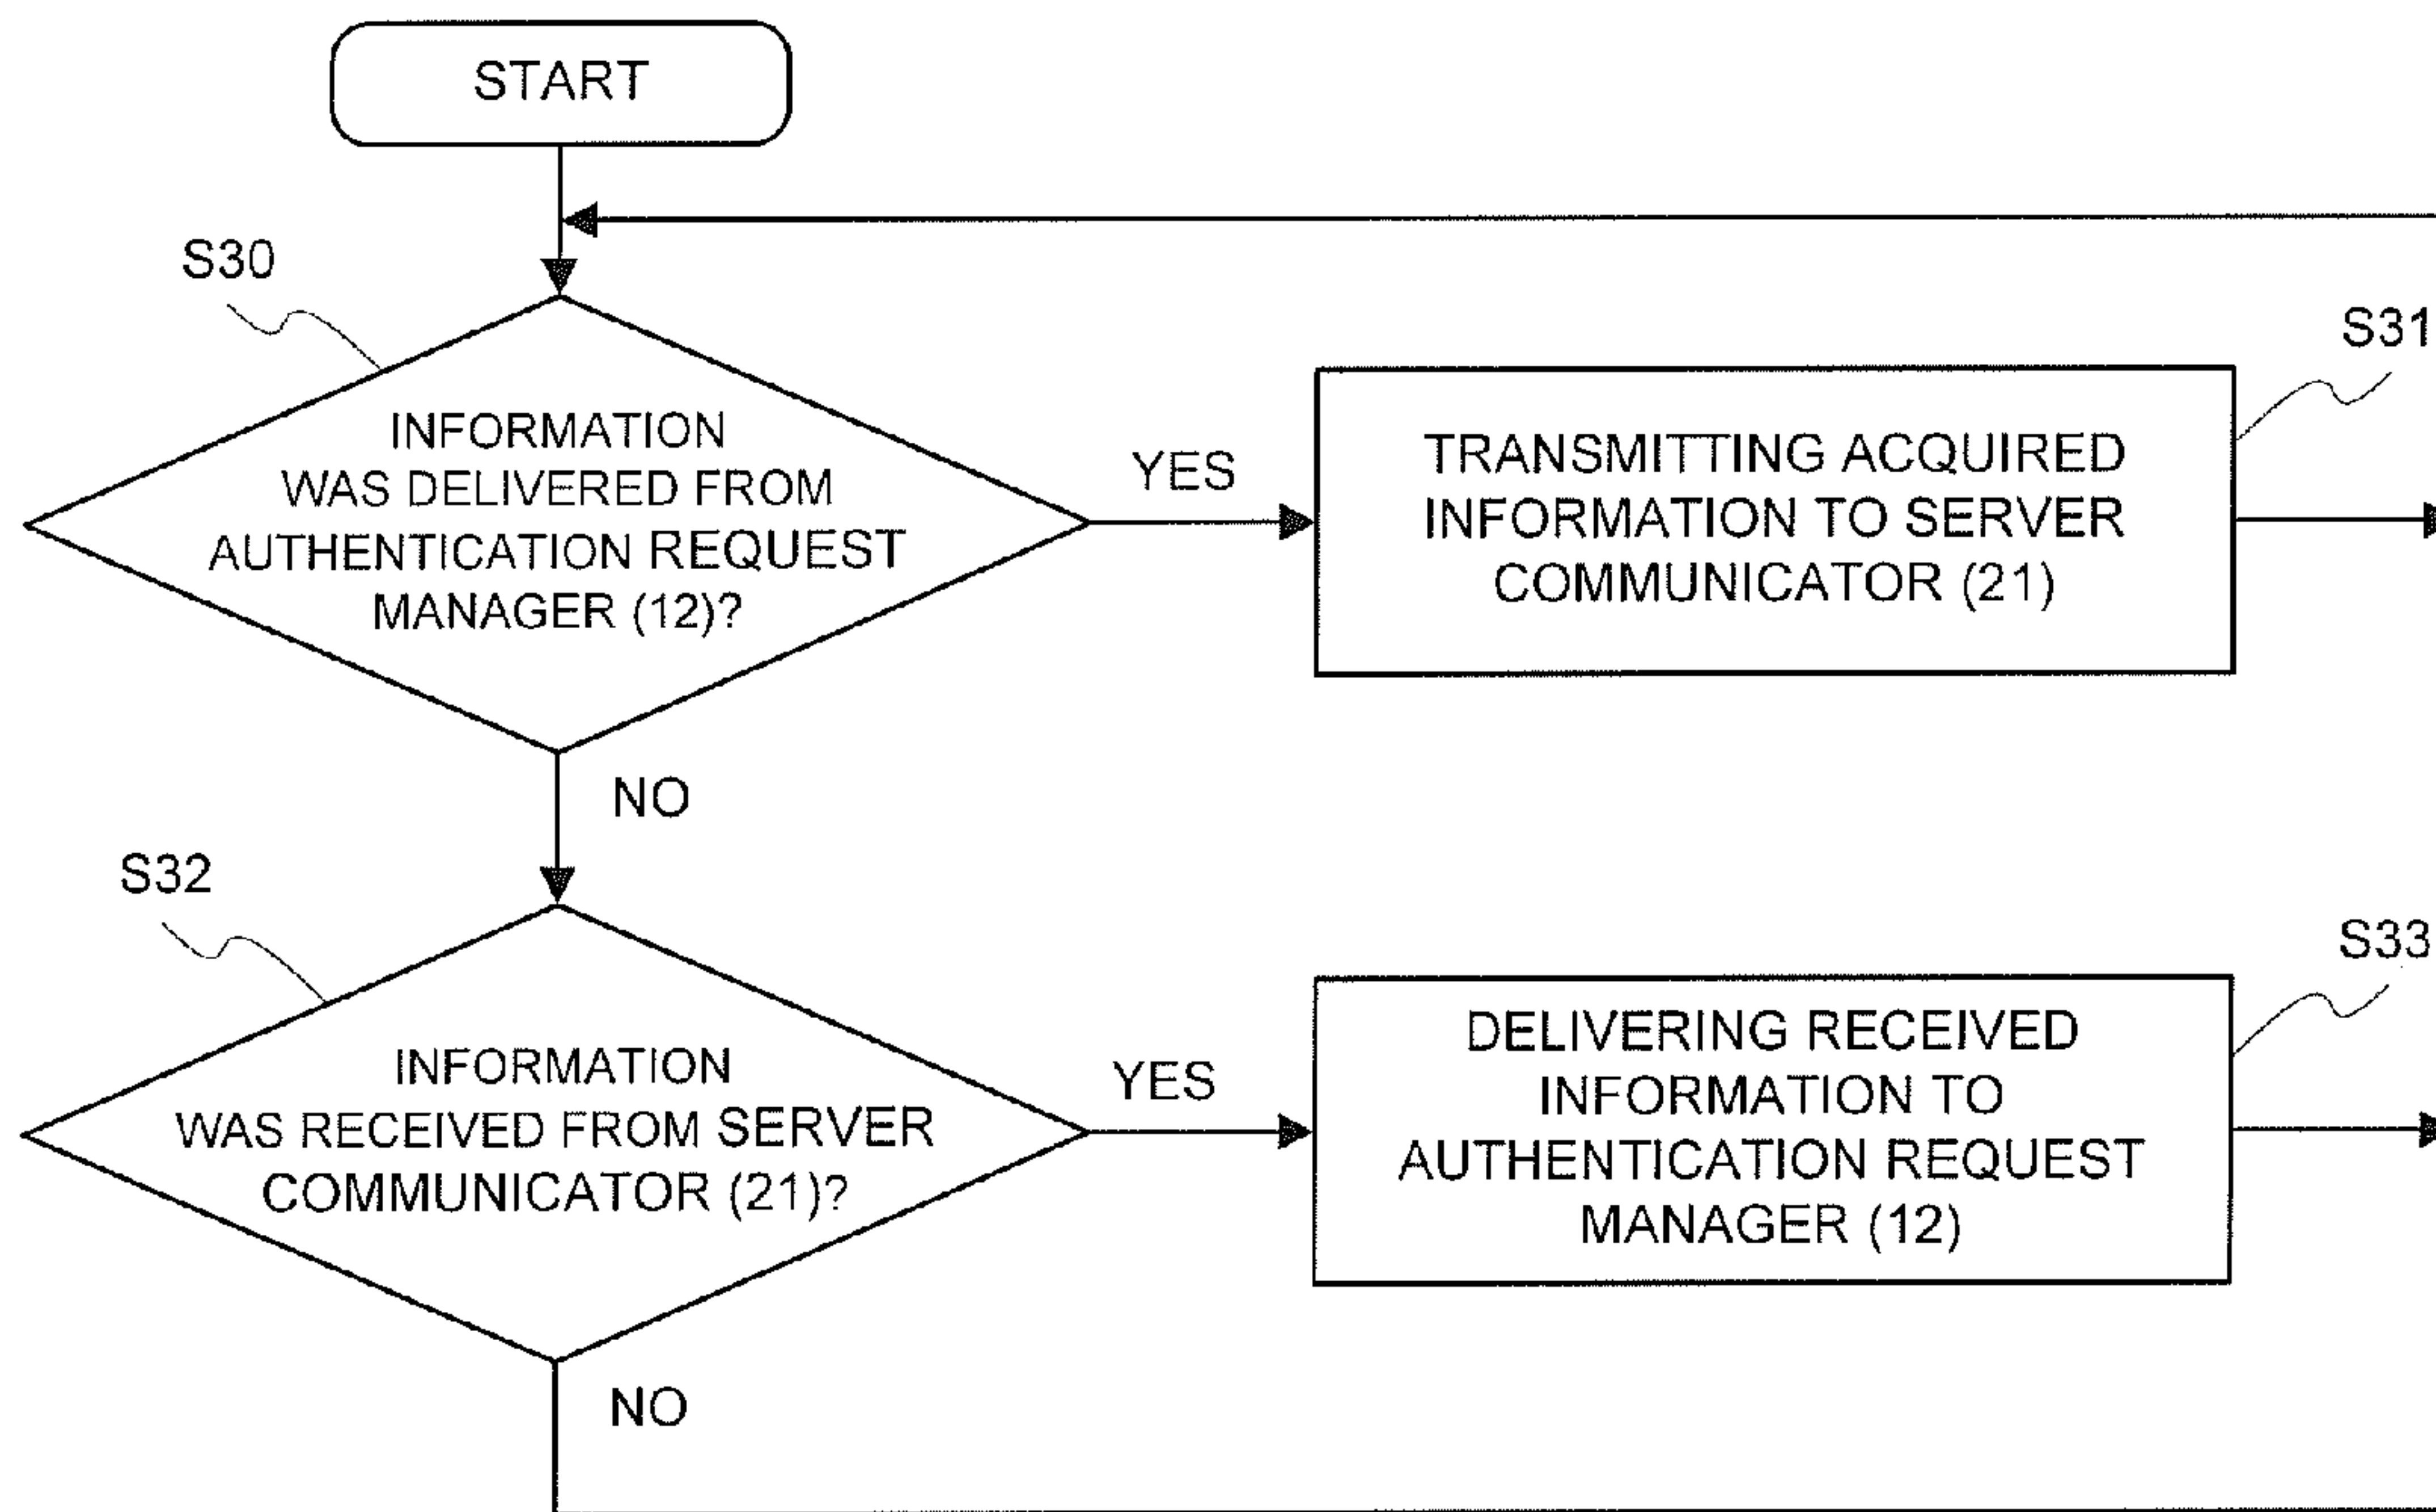 START
S30
S31
INFORMATION
WAS DELIVERED FROM
AUTHENTICATION REQUEST
MANAGER (12)?
YES
TRANSMITTING ACQUIRED
INFORMATION TO SERVER
COMMUNICATOR (21)
NO
S32
S33
INFORMATION
WAS RECEIVED FROM SERVER
COMMUNICATOR (21)?
YES
DELIVERING RECEIVED
INFORMATION TO
AUTHENTICATION REQUEST
MANAGER (12)
NO